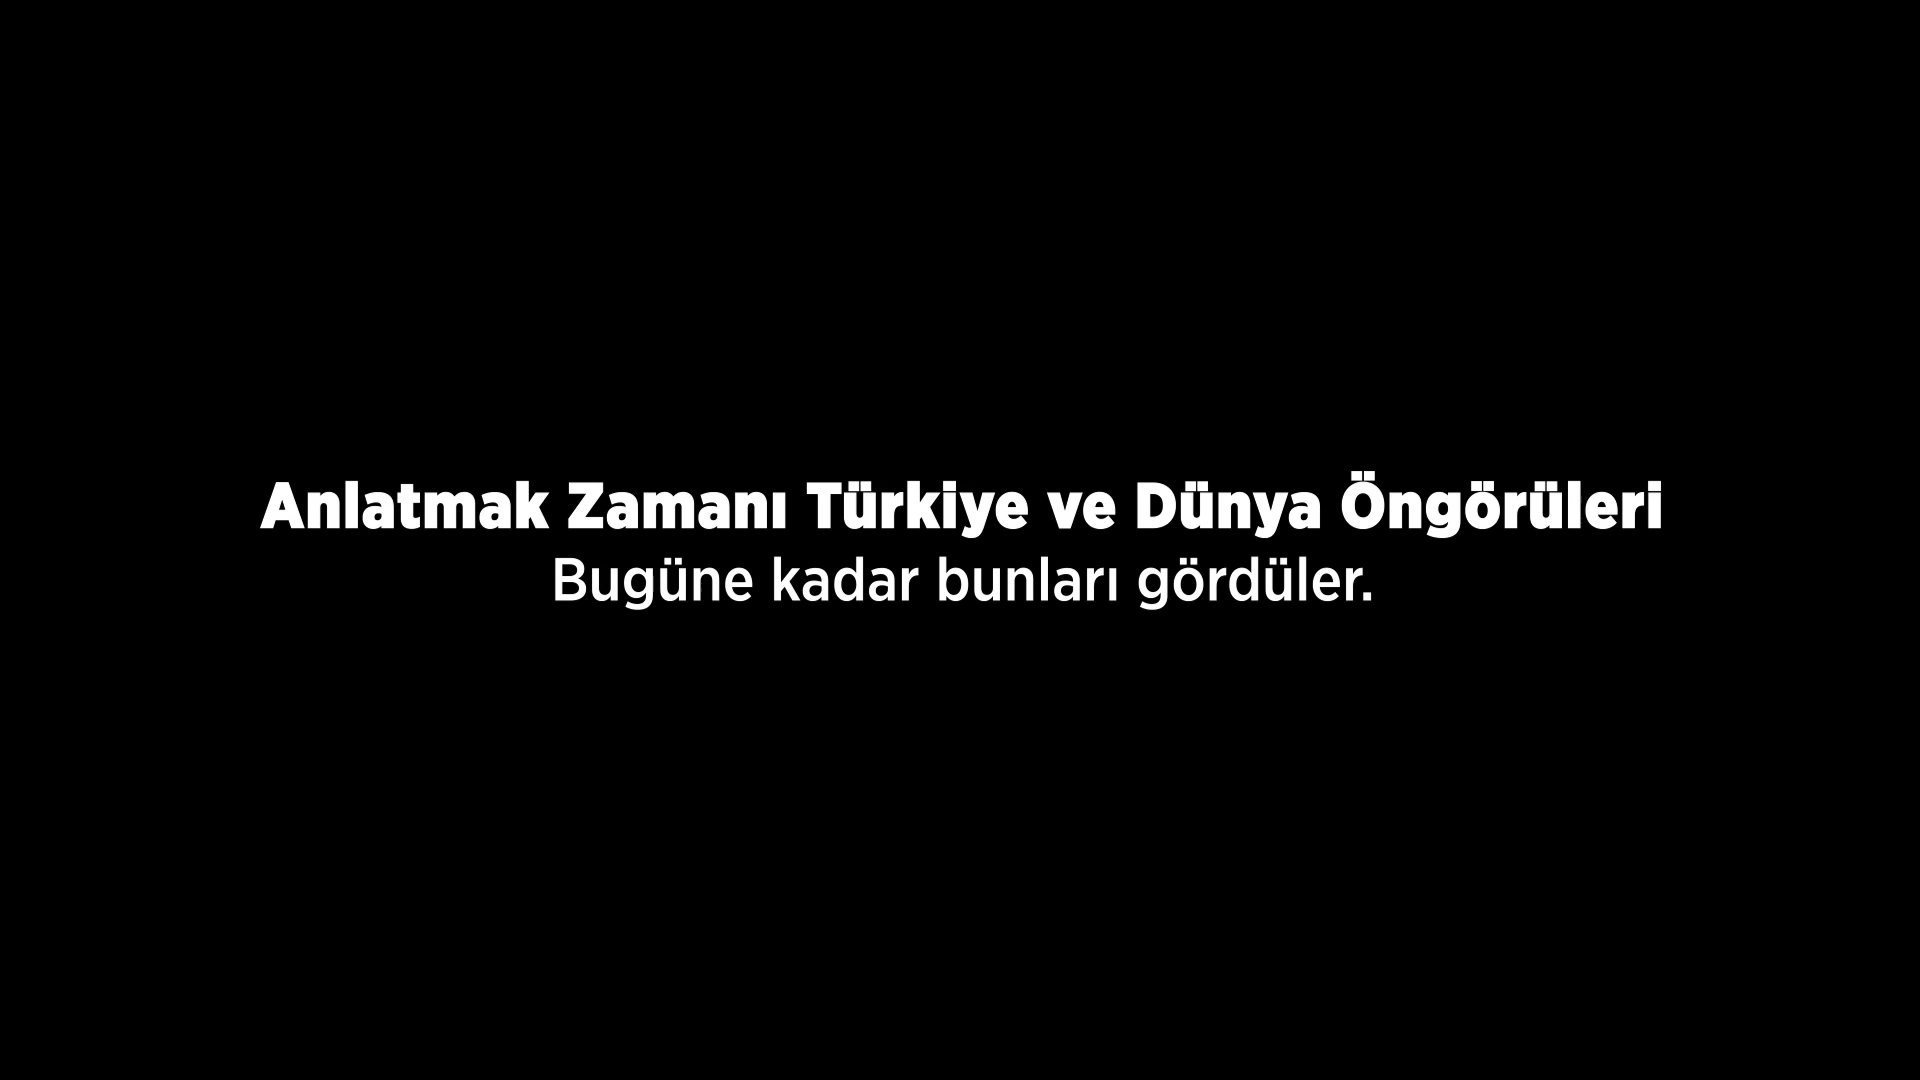 Anlatmak Zamanı Türkiye ve Dünya Öngörüleri
Bugüne kadar bunları gördüler.